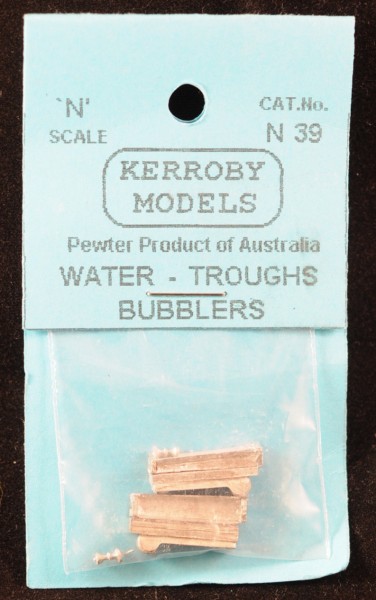 `N'
SCALE
CAT.No.
N 39
KERROBY
MODELS
Pewter Product of Australia
WATER - TROUGHS
BUBBLERS